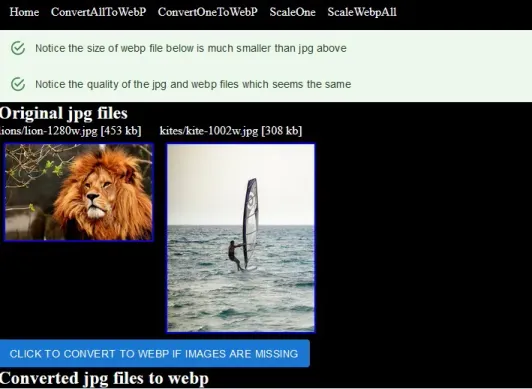 Home ConvertAllToWebP ConvertOneToWebP ScaleOne ScaleWebpAll
Notice the size of webp file below is much smaller than jpg above
Notice the quality of the jpg and webp files which seems the same
Original jpg files
ions/lion-1280w.jpg [453 kb] kites/kite-1002w.jpg [308 kb]
CLICK TO CONVERT TO WEBP IF IMAGES ARE MISSING
Converted jpg files to webp